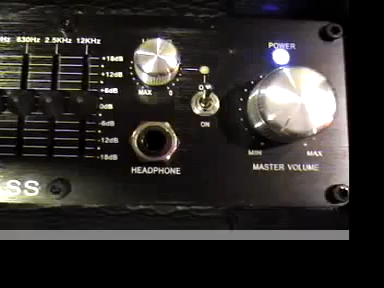 830Hz 2.5KHz 12KHz
+18dB
+12dB
+6dB
0dB
-6dB
-12dB
-18dB
MAX 0
ON
HEADPHONE
POWER
MIN MAX
MASTER VOLUME
SS